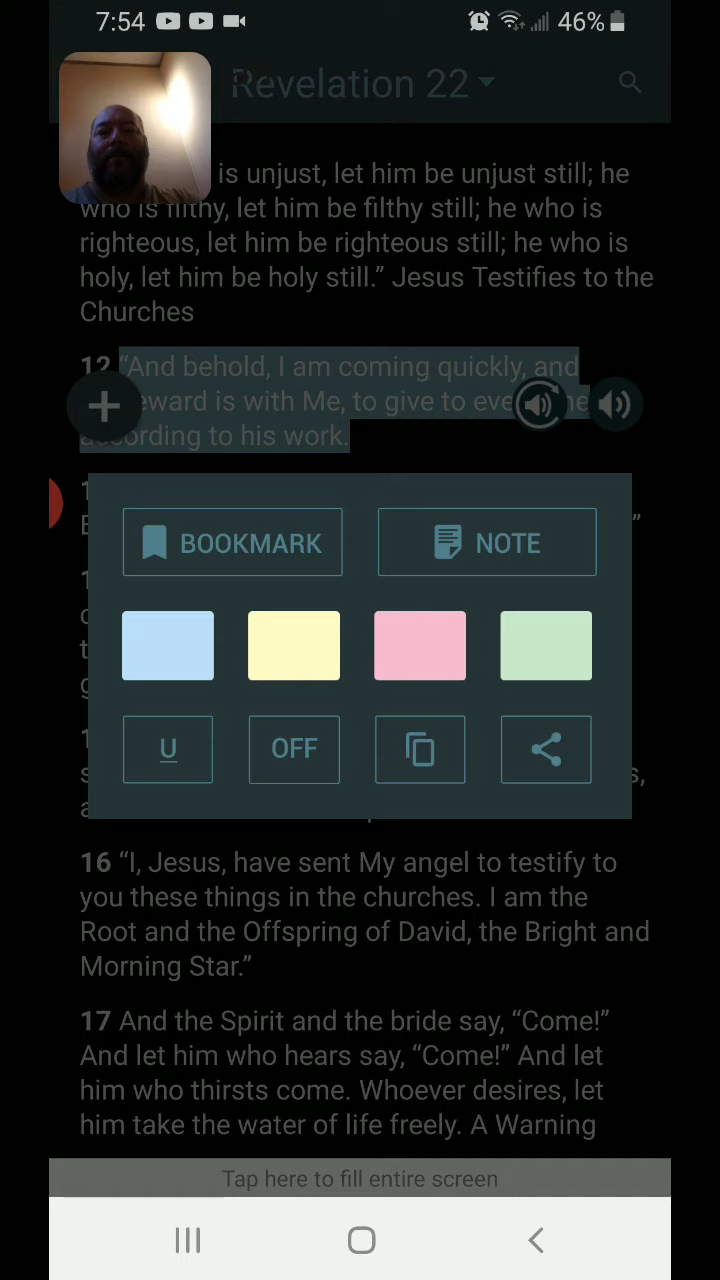 7:54 46%
Revelation 22
is unjust, let him be unjust still; he
who is filthy, let him be filthy still; he who is
righteous, let him be righteous still; he who is
holy, let him be holy still.” Jesus Testifies to the
Churches
12 “And behold, I am coming quickly, and
eward is with Me, to give to eve
according to his work.
BOOKMARK NOTE
U OFF
16 “I, Jesus, have sent My angel to testify to
you these things in the churches. I am the
Root and the Offspring of David, the Bright and
Morning Star.”
17 And the Spirit and the bride say, “Come!”
And let him who hears say, “Come!” And let
him who thirsts come. Whoever desires, let
him take the water of life freely. A Warning
Tap here to fill entire screen